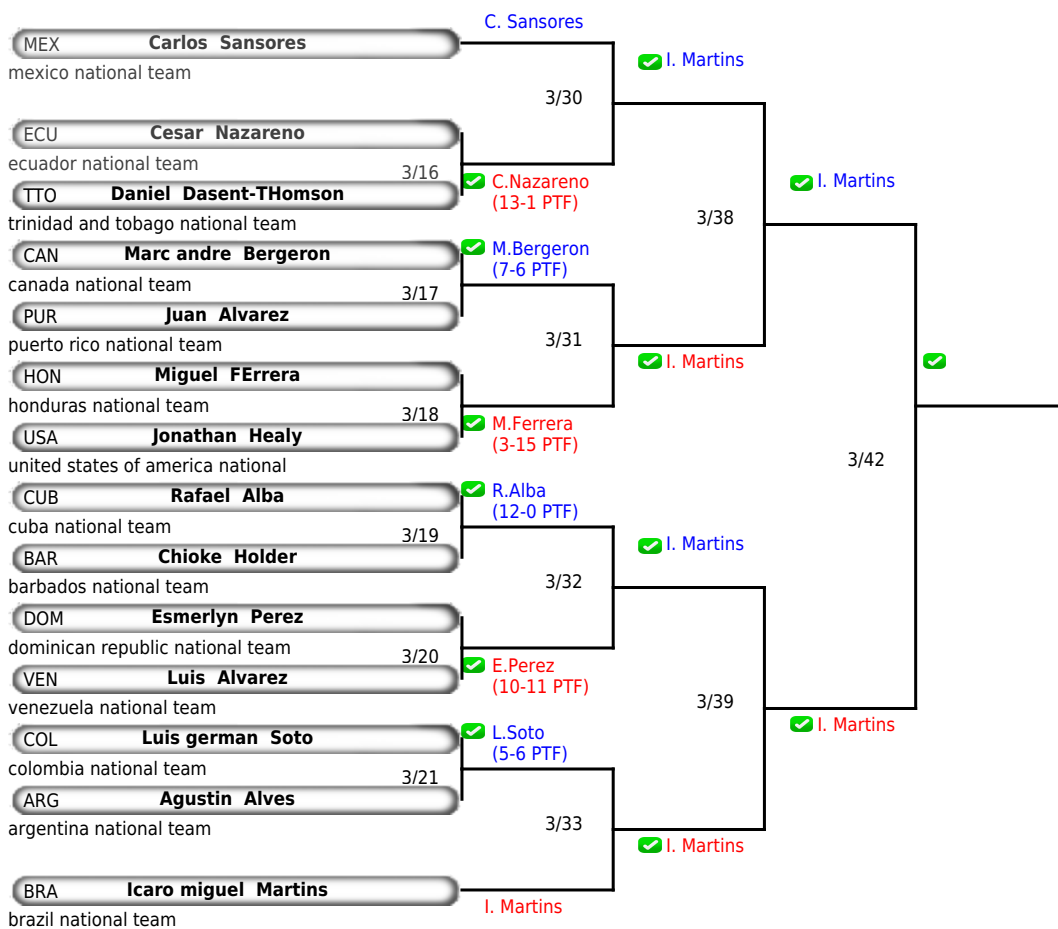 C. Sansores
MEX Carlos Sansores
mexico national team
I. Martins
3/30
ECU Cesar Nazareno
ecuador national team
3/16
C.Nazareno
(13-1 PTF)
TTO Daniel Dasent-THomson
trinidad and tobago national team
I. Martins
3/38
CAN Marc andre Bergeron
canada national team
M.Bergeron
(7-6 PTF)
3/17
PUR Juan Alvarez
puerto rico national team
3/31
I. Martins
HON Miguel FErrera
honduras national team
3/18
M.Ferrera
(3-15 PTF)
USA Jonathan Healy
united states of america national
3/42
CUB Rafael Alba
cuba national team
R.Alba
(12-0 PTF)
3/19
I. Martins
BAR Chioke Holder
barbados national team
3/32
DOM Esmerlyn Perez
dominican republic national team
3/20
E.Perez
(10-11 PTF)
VEN Luis Alvarez
venezuela national team
3/39
I. Martins
COL Luis german Soto
colombia national team
L.Soto
(5-6 PTF)
3/21
ARG Agustin Alves
argentina national team
3/33
I. Martins
BRA Icaro miguel Martins
brazil national team
I. Martins